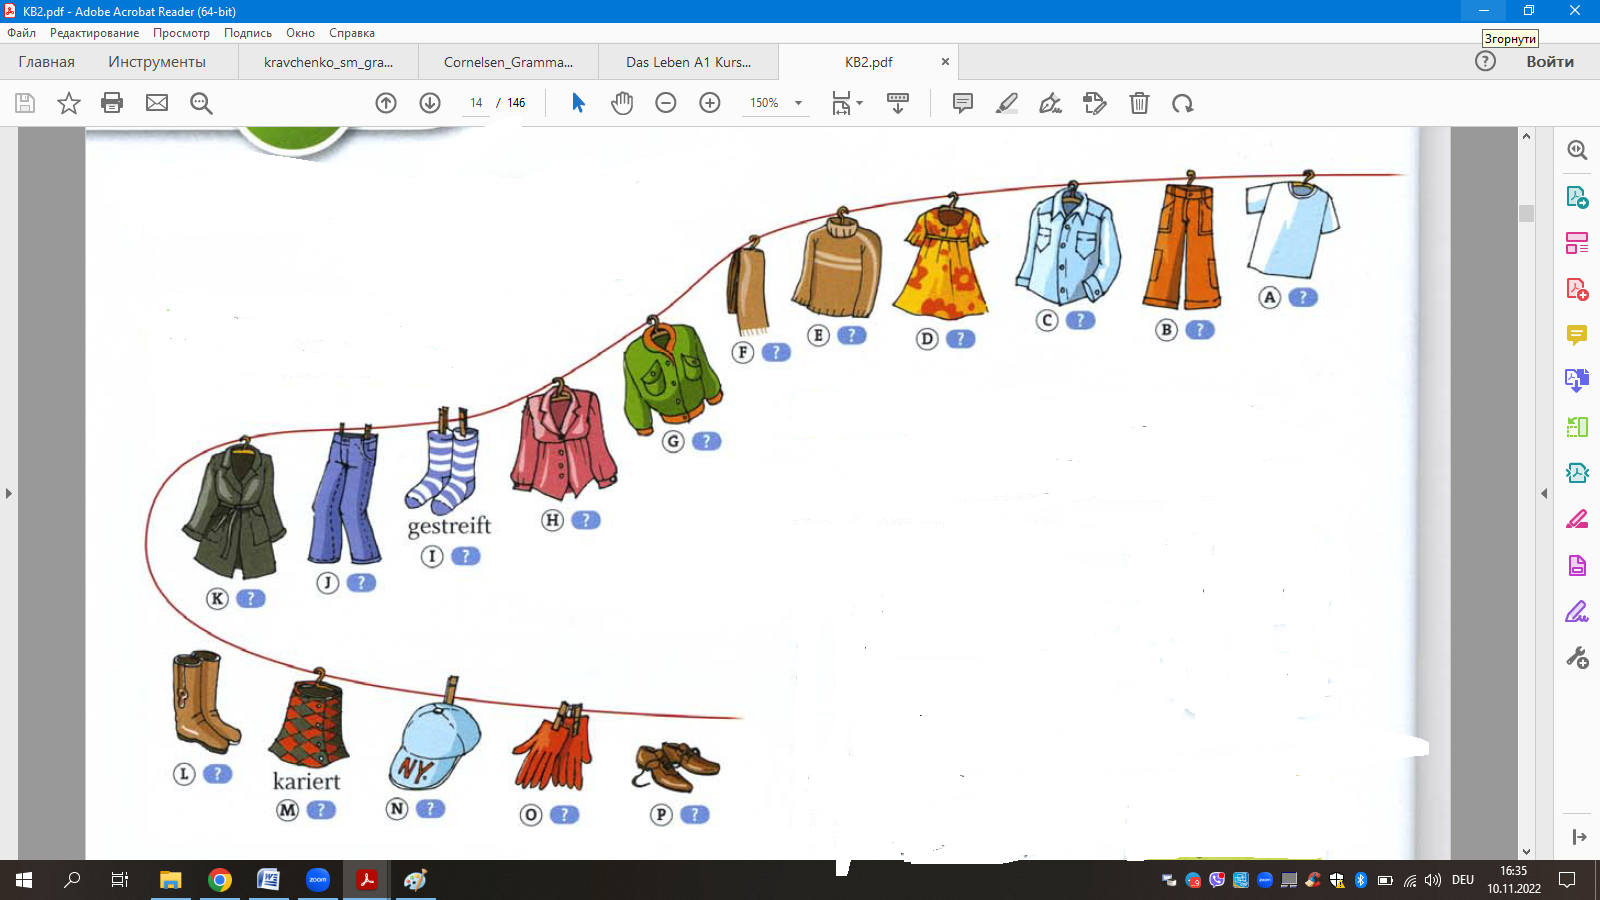 KB2.pdf - Adobe Acrobat Reader (64-bit)
Файл Редактирование Просмотр Подпись Окно Справка
Згорнути
Главная Инструменты kravchenko_sm_gra... Cornelsen_Gramma... Das Leben A1 Kurs... KB2.pdf × ? Войти
14 / 146 150%
A ?
B ?
C ?
D ?
E ?
F ?
G ?
H ?
gestreift
I ?
J ?
K ?
L ?
kariert
M ?
NY.
N ?
O ?
P ?
zoom DEU 16:35
10.11.2022